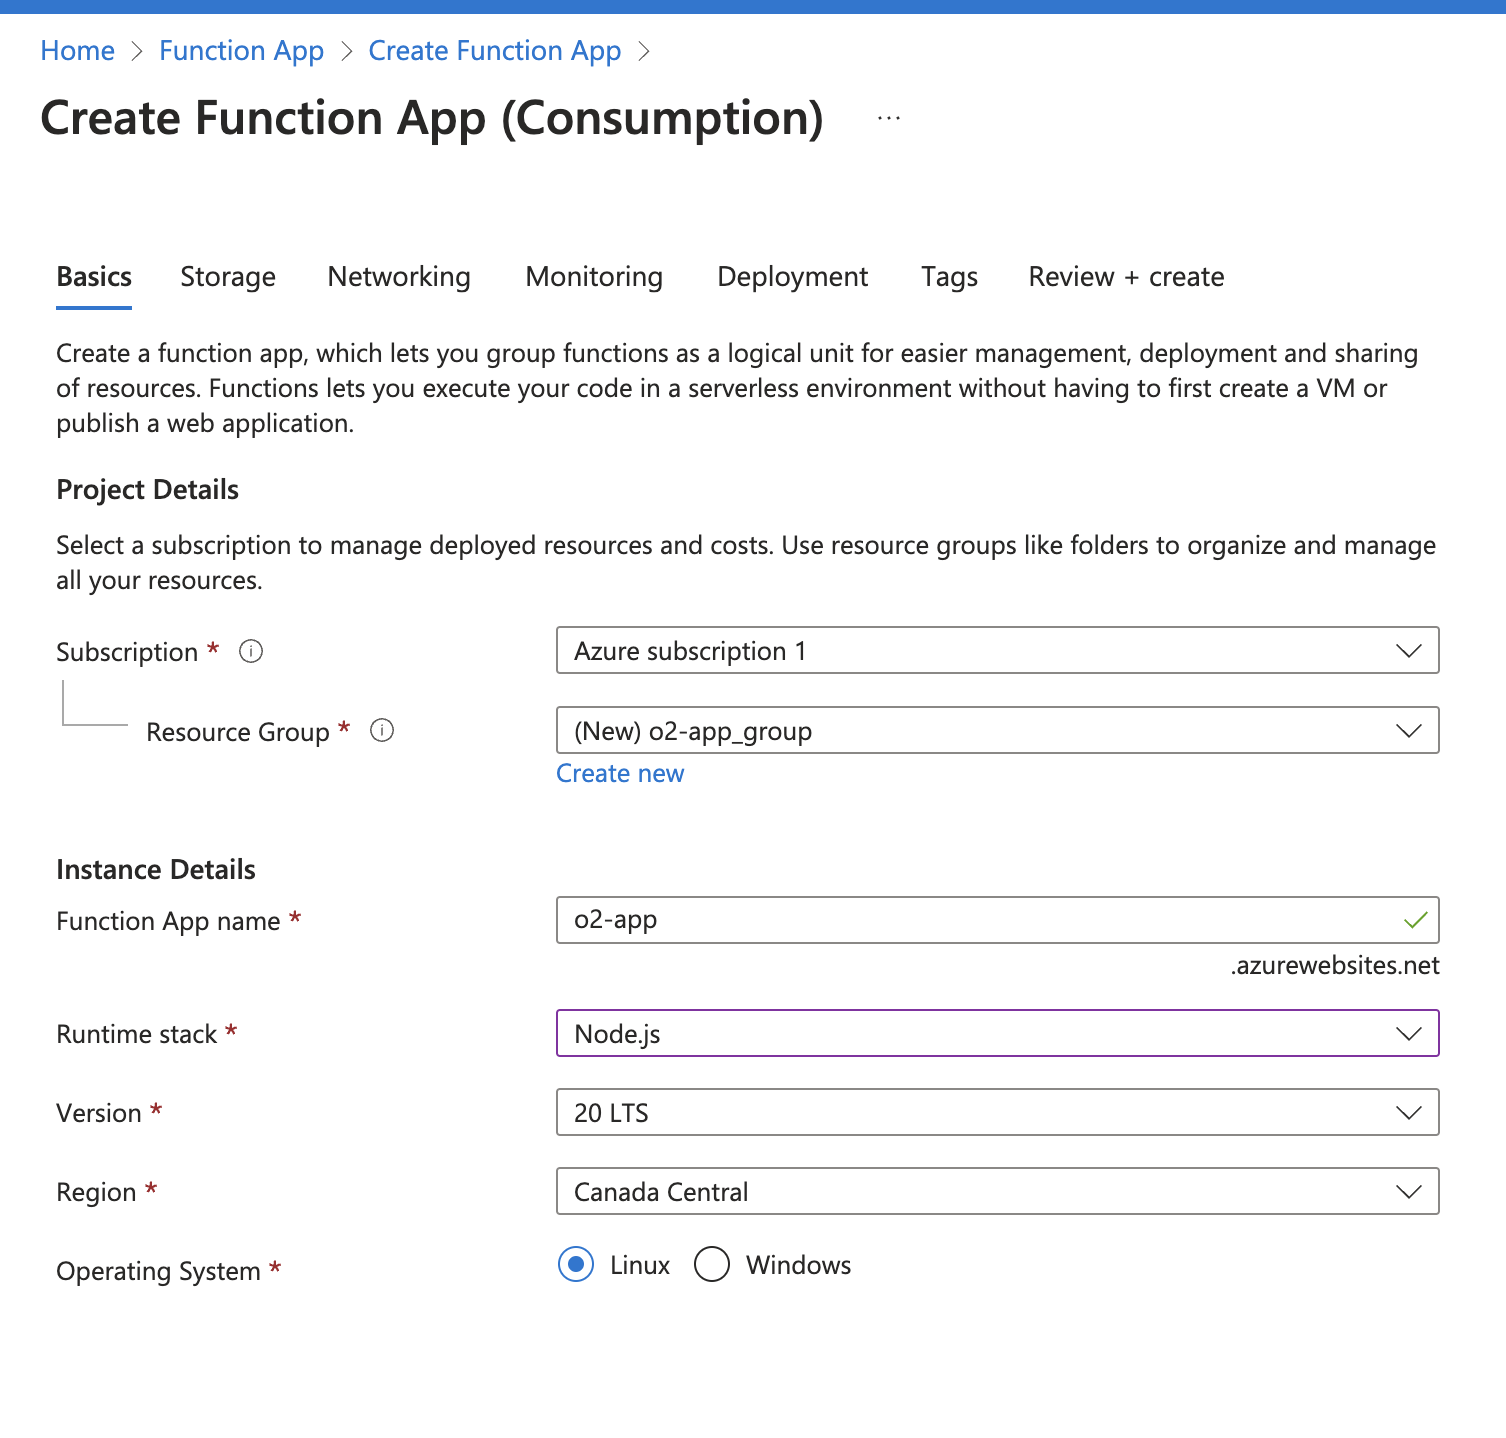 Home > Function App > Create Function App >
Create Function App (Consumption) ...
Basics Storage Networking Monitoring Deployment Tags Review + create
Create a function app, which lets you group functions as a logical unit for easier management, deployment and sharing
of resources. Functions lets you execute your code in a serverless environment without having to first create a VM or
publish a web application.
Project Details
Select a subscription to manage deployed resources and costs. Use resource groups like folders to organize and manage
all your resources.
Subscription * Azure subscription 1
Resource Group * (New) o2-app_group
Create new
Instance Details
Function App name * o2-app
.azurewebsites.net
Runtime stack * Node.js
Version * 20 LTS
Region * Canada Central
Operating System * Linux Windows